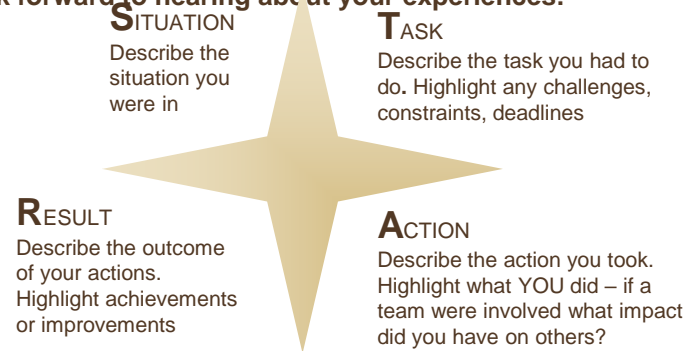 k forward to hearing about your experiences.
SITUATION
Describe the
situation you
were in
TASK
Describe the task you had to
do. Highlight any challenges,
constraints, deadlines
RESULT
Describe the outcome
of your actions.
Highlight achievements
or improvements
ACTION
Describe the action you took.
Highlight what YOU did – if a
team were involved what impact
did you have on others?